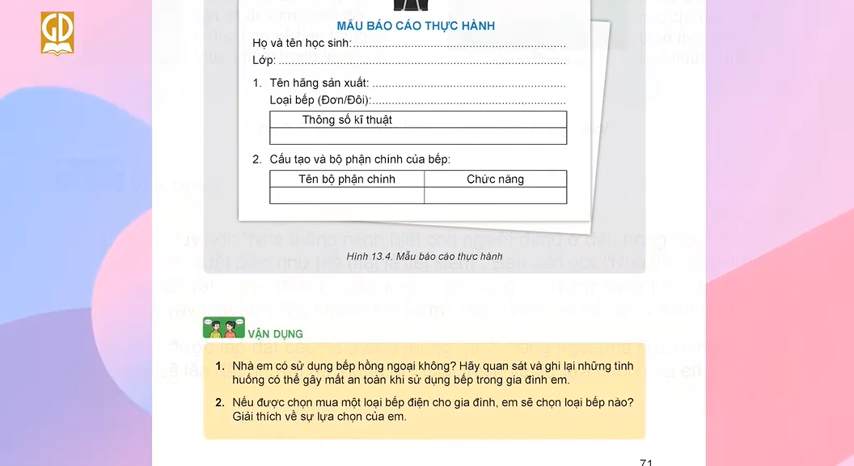 GD
MẪU BÁO CÁO THỰC HÀNH
Họ và tên học sinh:
Lớp:
1. Tên hãng sản xuất:
Loại bếp (Đơn/Đôi):
Thông số kĩ thuật
2. Cấu tạo và bộ phận chính của bếp:
Tên bộ phận chính Chức năng
Hình 13.4. Mẫu báo cáo thực hành
VẬN DỤNG
1. Nhà em có sử dụng bếp hồng ngoại không? Hãy quan sát và ghi lại những tình
huống có thể gây mất an toàn khi sử dụng bếp trong gia đình em.
2. Nếu được chọn mua một loại bếp điện cho gia đình, em sẽ chọn loại bếp nào?
Giải thích về sự lựa chọn của em.
71